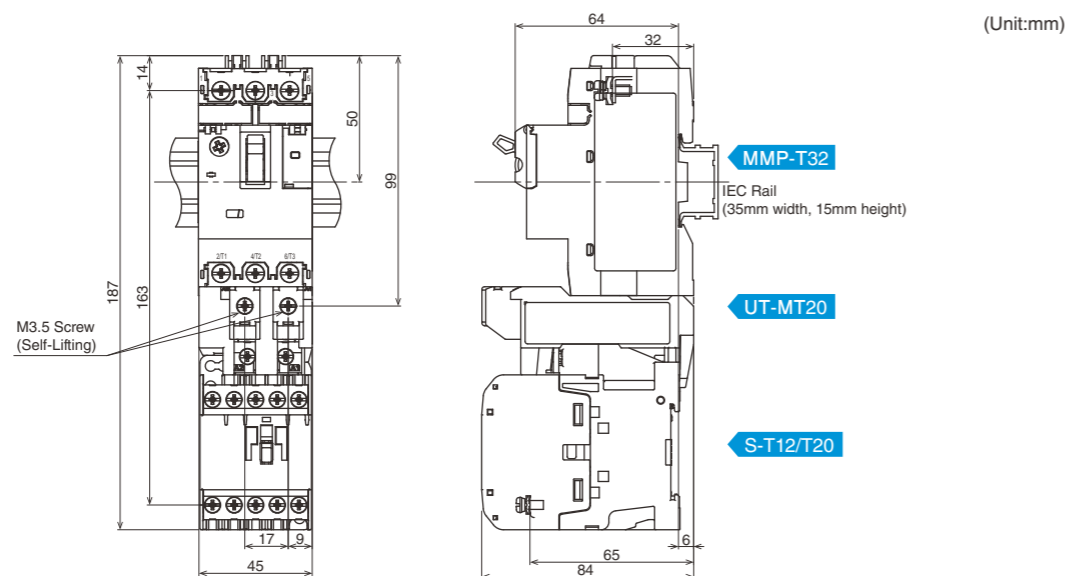 (Unit:mm)
64
32
14
50
99
187
163
2/T1 4/T2 6/T3
MMP-T32
IEC Rail
(35mm width, 15mm height)
UT-MT20
M3.5 Screw
(Self-Lifting)
S-T12/T20
17
9
45
6
65
84